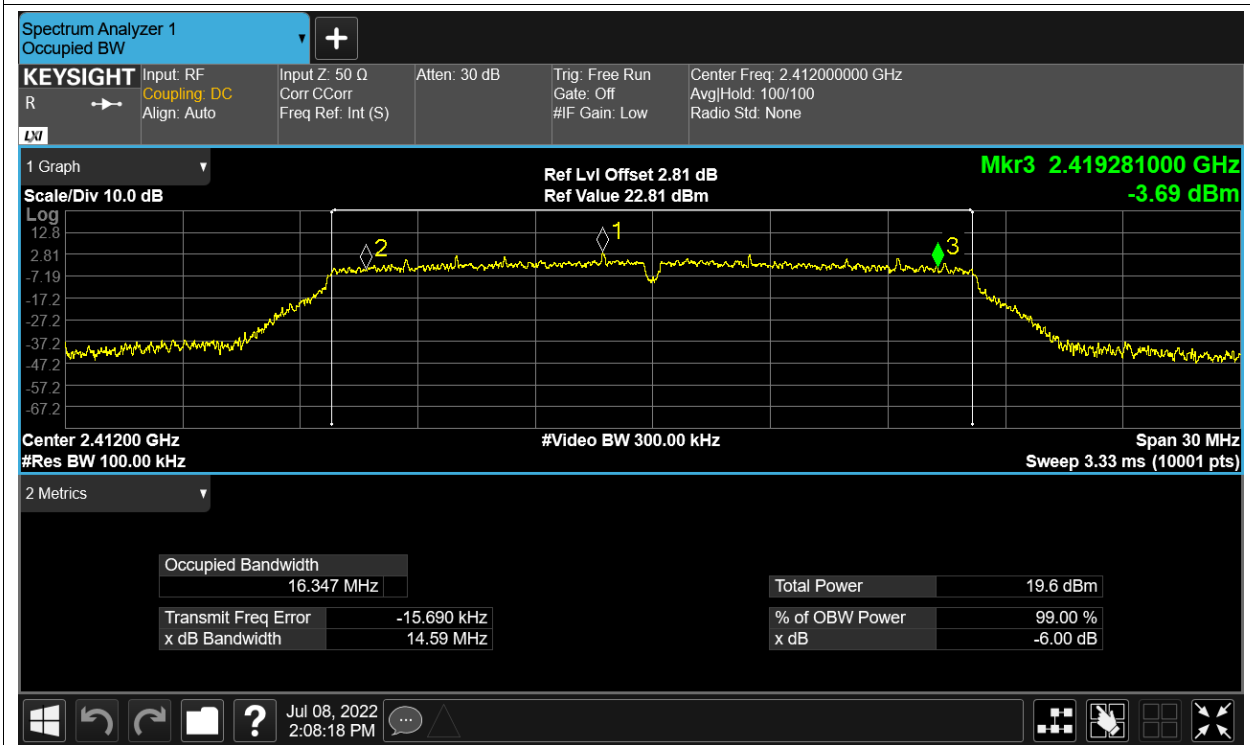 Spectrum Analyzer 1
Occupied BW
KEYSIGHT
R
LXI
Input: RF
Coupling: DC
Align: Auto
Input Z: 50 Ω
Corr CCorr
Freq Ref: Int (S)
Atten: 30 dB
Trig: Free Run
Gate: Off
#IF Gain: Low
Center Freq: 2.412000000 GHz
Avg|Hold: 100/100
Radio Std: None
1 Graph
Scale/Div 10.0 dB
Ref Lvl Offset 2.81 dB
Ref Value 22.81 dBm
Mkr3 2.419281000 GHz
-3.69 dBm
Log
12.8
2.81
-7.19
-17.2
-27.2
-37.2
-47.2
-57.2
-67.2
2
1
3
Center 2.41200 GHz
#Res BW 100.00 kHz
#Video BW 300.00 kHz
Span 30 MHz
Sweep 3.33 ms (10001 pts)
2 Metrics
Occupied Bandwidth
16.347 MHz
Transmit Freq Error -15.690 kHz
x dB Bandwidth 14.59 MHz
Total Power 19.6 dBm
% of OBW Power 99.00 %
x dB -6.00 dB
?
Jul 08, 2022
2:08:18 PM